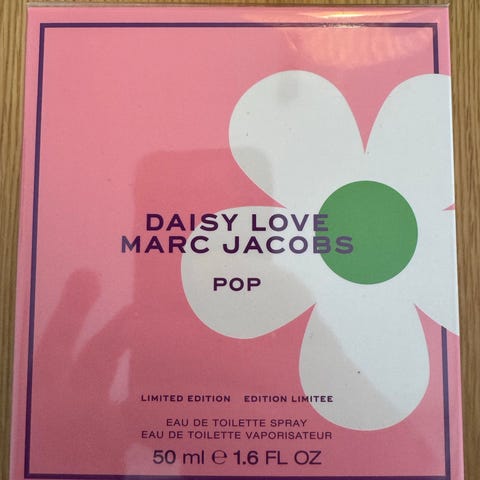 DAISY LOVE
MARC JACOBS
POP
LIMITED EDITION EDITION LIMITEE
EAU DE TOILETTE SPRAY
EAU DE TOILETTE VAPORISATEUR
50 ml ℮ 1.6 FL OZ